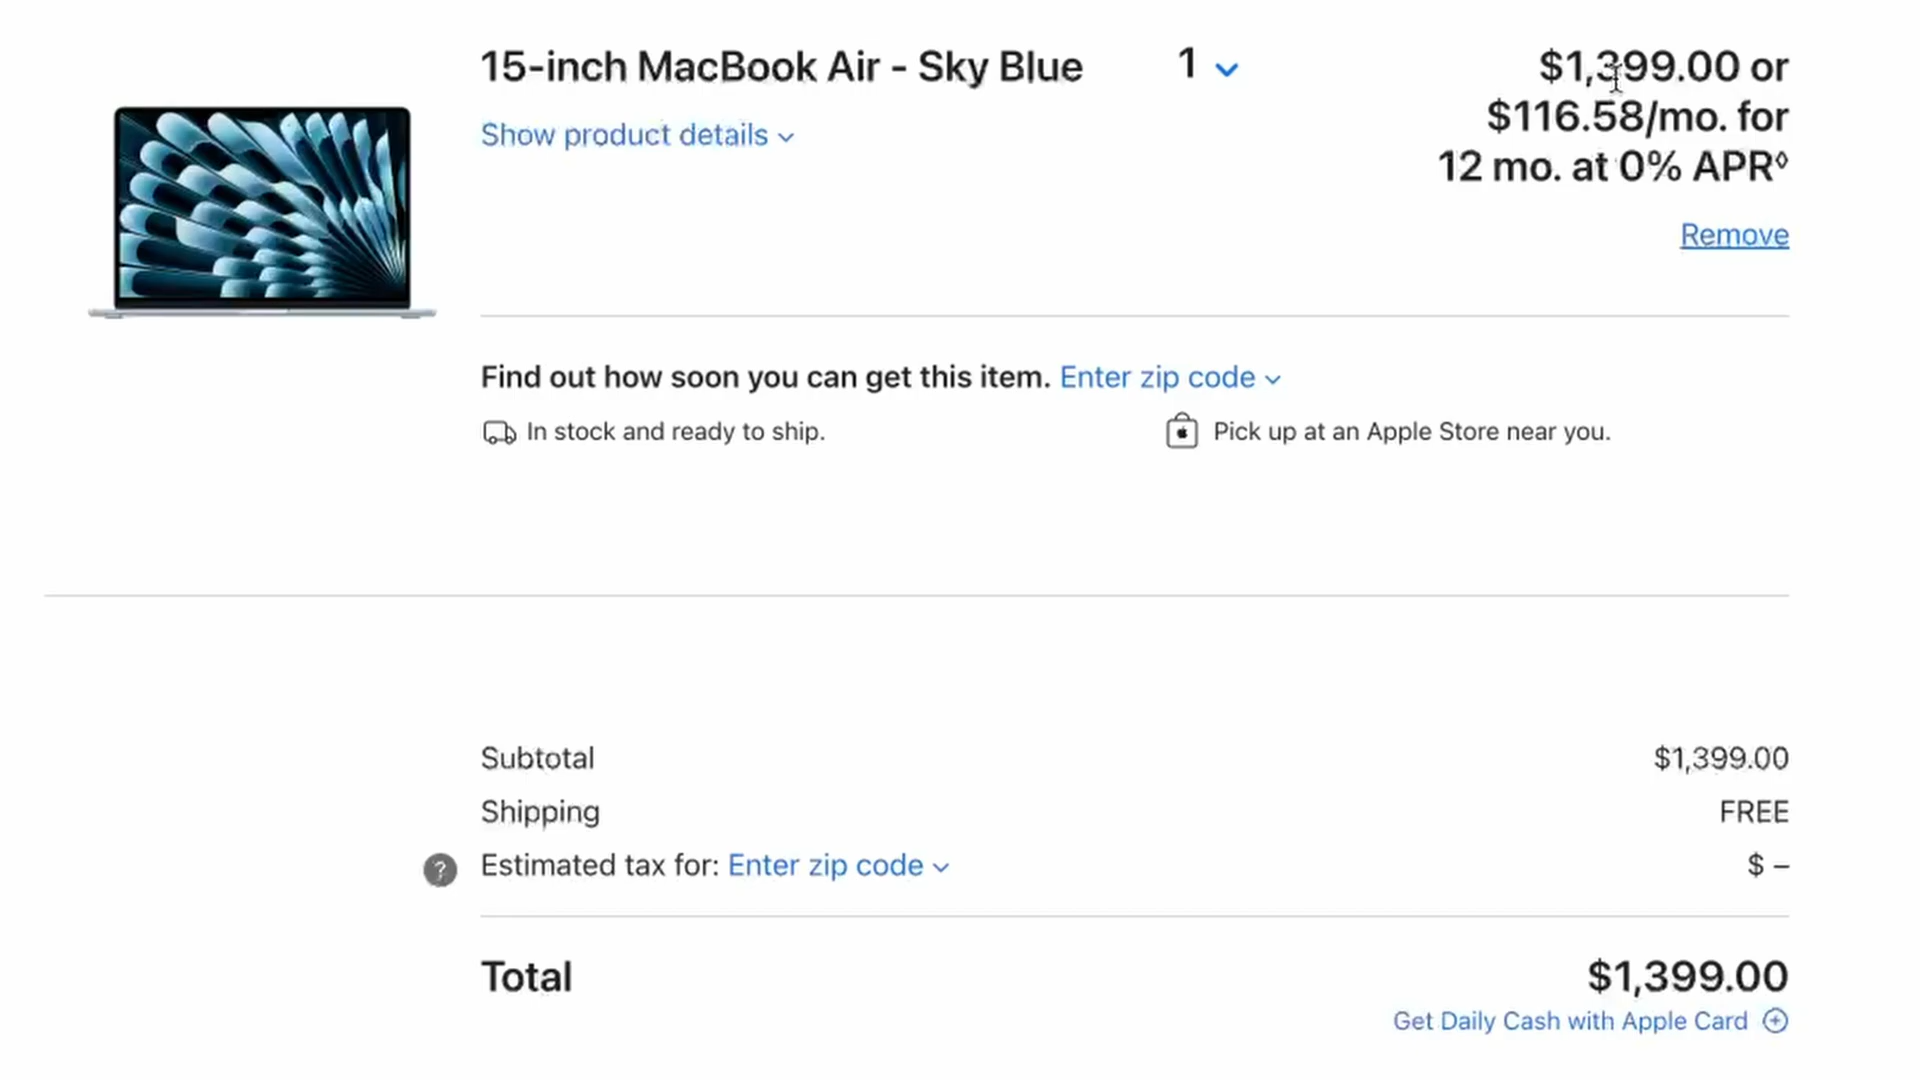 15-inch MacBook Air - Sky Blue
1
$1,399.00 or
$116.58/mo. for
12 mo. at 0% APR◊
Show product details
Remove
Find out how soon you can get this item. Enter zip code
In stock and ready to ship.
Pick up at an Apple Store near you.
Subtotal
$1,399.00
Shipping
FREE
?
Estimated tax for: Enter zip code
$ –
Total
$1,399.00
Get Daily Cash with Apple Card